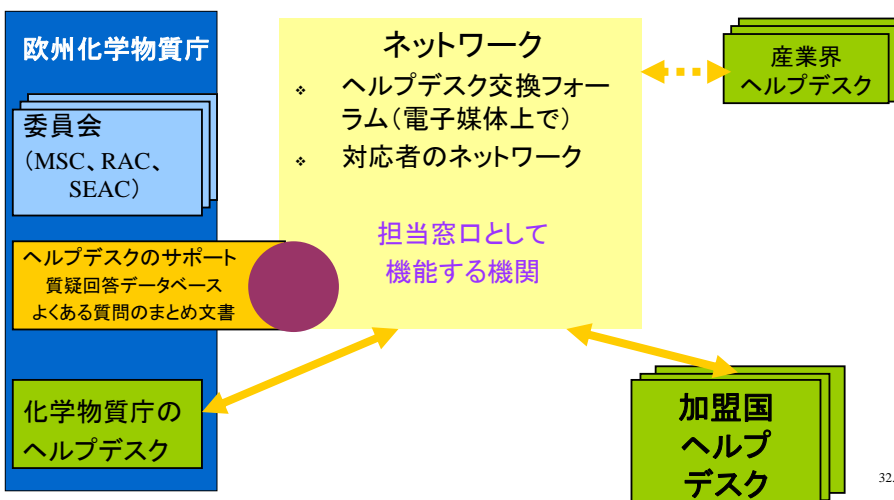 欧州化学物質庁
委員会
（MSC、RAC、
SEAC）
ヘルプデスクのサポート
質疑回答データベース
よくある質問のまとめ文書
化学物質庁の
ヘルプデスク
ネットワーク
❖ ヘルプデスク交換フォー
ラム（電子媒体上で）
❖ 対応者のネットワーク
担当窓口として
機能する機関
産業界
ヘルプデスク
加盟国
ヘルプ
デスク
32.